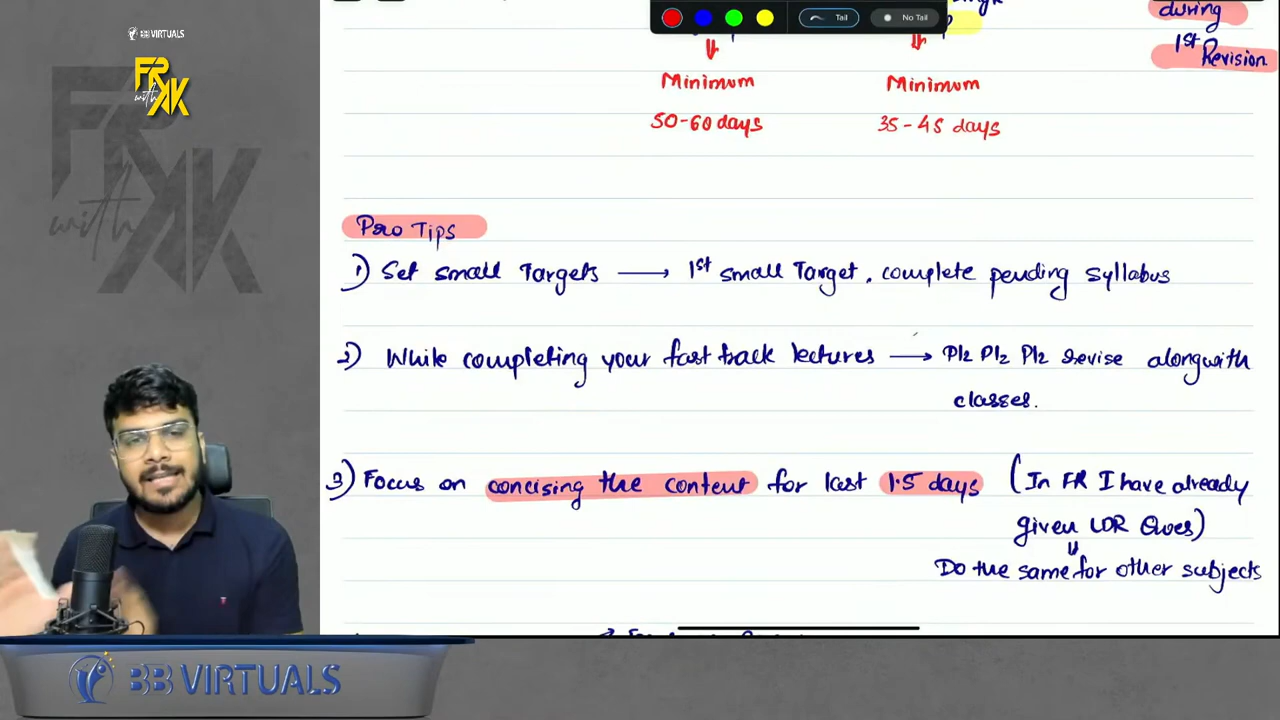 BB VIRTUALS
FR
with
AK
FR
with
AK
Tail
No Tail
during
1st Revision
Minimum
Minimum
50-60 days
35-45 days
Pro Tips
1) Set small Targets → 1st small Target. complete pending syllabus
2) While completing your fast track lectures → Plz Plz Plz revise alongwith
classes.
3) Focus on concising the content for last 1.5 days (In FR I have already
given LDR Ques)
Do the same for other subjects
BB VIRTUALS